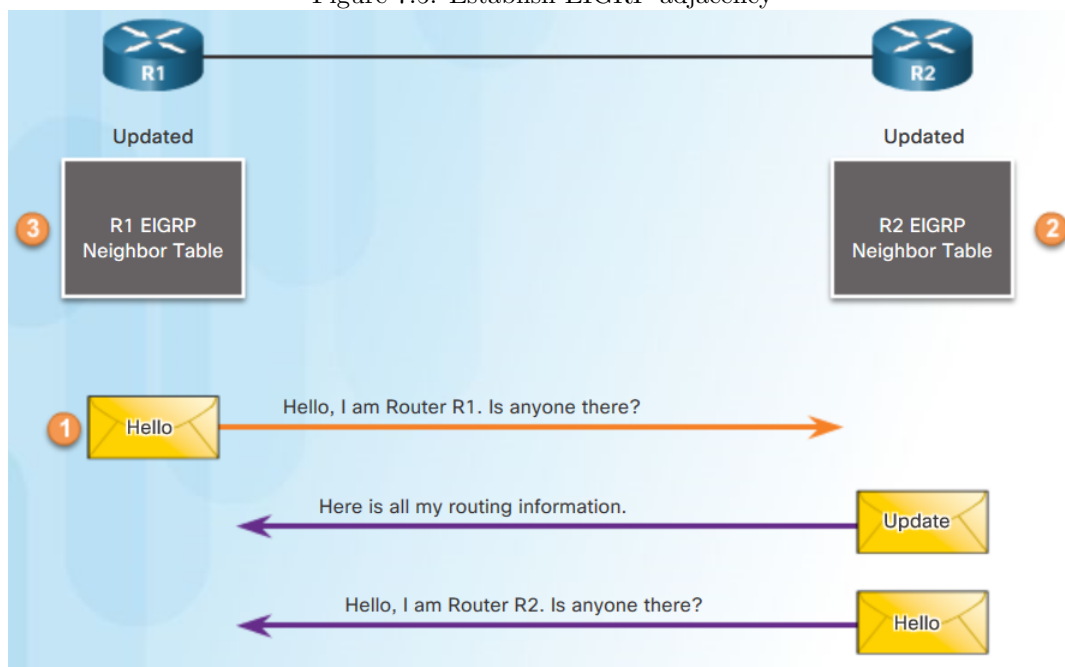 Figure 7.5: Establish EIGRP adjacency
R1
R2
Updated
Updated
3
R1 EIGRP
Neighbor Table
R2 EIGRP
Neighbor Table
2
1
Hello
Hello, I am Router R1. Is anyone there?
Here is all my routing information.
Update
Hello, I am Router R2. Is anyone there?
Hello